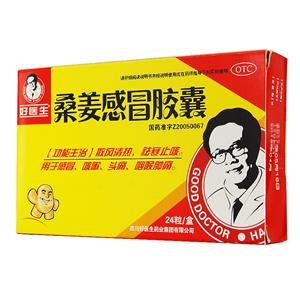 请仔细阅读说明书并按说明使用或在药师指导下购买和使用
OTC
好医生
桑姜感冒胶囊
国药准字Z20050067
【功能主治】散风清热，祛寒止咳。
用于感冒、咳嗽、头痛、咽喉肿痛。
GOOD DOCTOR · HA
24粒/盒
四川好医生药业集团有限公司